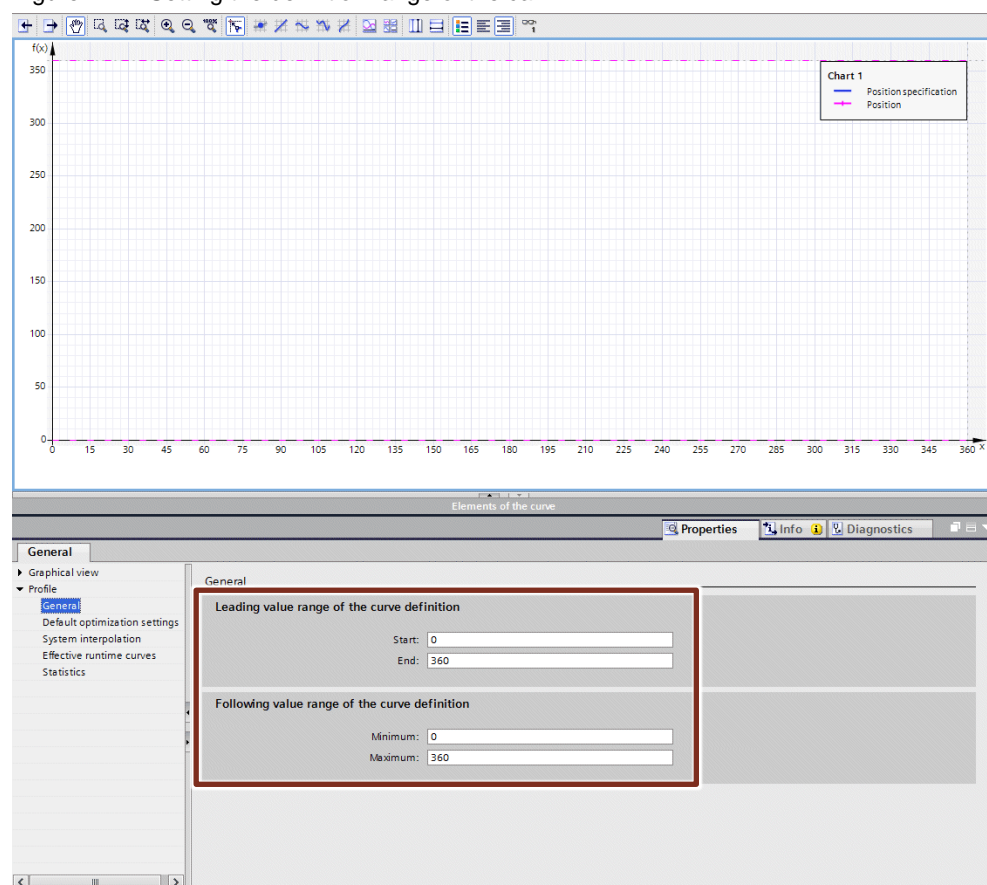 f(x)
350
300
250
200
150
100
50
0
0 15 30 45 60 75 90 105 120 135 150 165 180 195 210 225 240 255 270 285 300 315 330 345 360 x
Chart 1
Position specification
Position
Elements of the curve
Properties Info Diagnostics
General
Graphical view
Profile
General
Default optimization settings
System interpolation
Effective runtime curves
Statistics
General
Leading value range of the curve definition
Start: 0
End: 360
Following value range of the curve definition
Minimum: 0
Maximum: 360